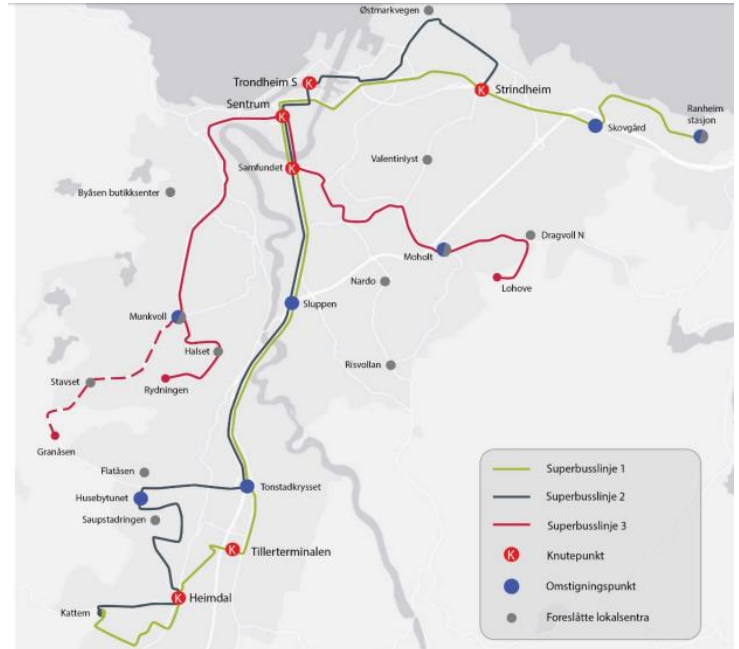 Østmarkvegen
Trondheim S
K
Sentrum
K
Strindheim
K
Skovgård
Ranheim
stasjon
Samfundet
K
Valentinlyst
Byåsen butikksenter
Dragvoll N
Moholt
Nardo
Lohove
Sluppen
Munkvoll
Halset
Risvollan
Stavset
Rydningen
Granåsen
Flatåsen
Tonstadkrysset
Husebytunet
Saupstadringen
K
Tillerterminalen
K
Heimdal
Kattem
Superbusslinje 1
Superbusslinje 2
Superbusslinje 3
K
Knutepunkt
Omstigningspunkt
Foreslåtte lokalsentra